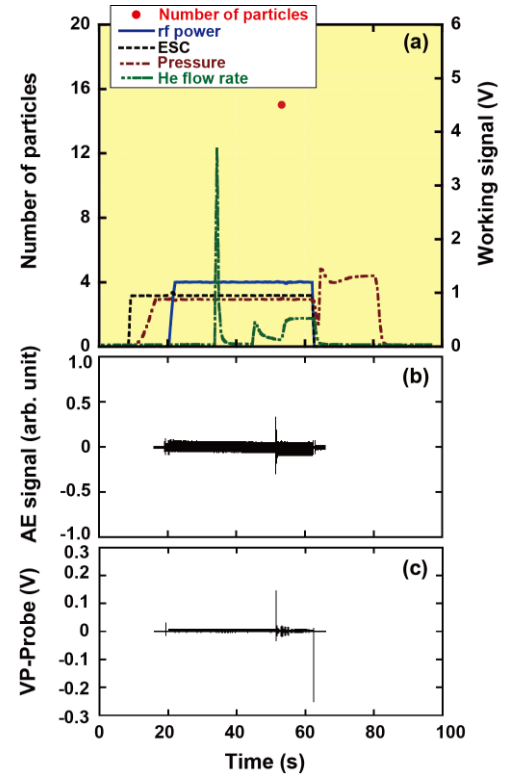 Number of particles
rf power
ESC
Pressure
He flow rate
(a)
Number of particles
20
16
12
8
4
0
Working signal (V)
6
5
4
3
2
1
0
(b)
AE signal (arb. unit)
1.0
0.5
0
-0.5
-1.0
(c)
VP-Probe (V)
0.3
0.2
0.1
0
-0.1
-0.2
-0.3
0 20 40 60 80 100
Time (s)